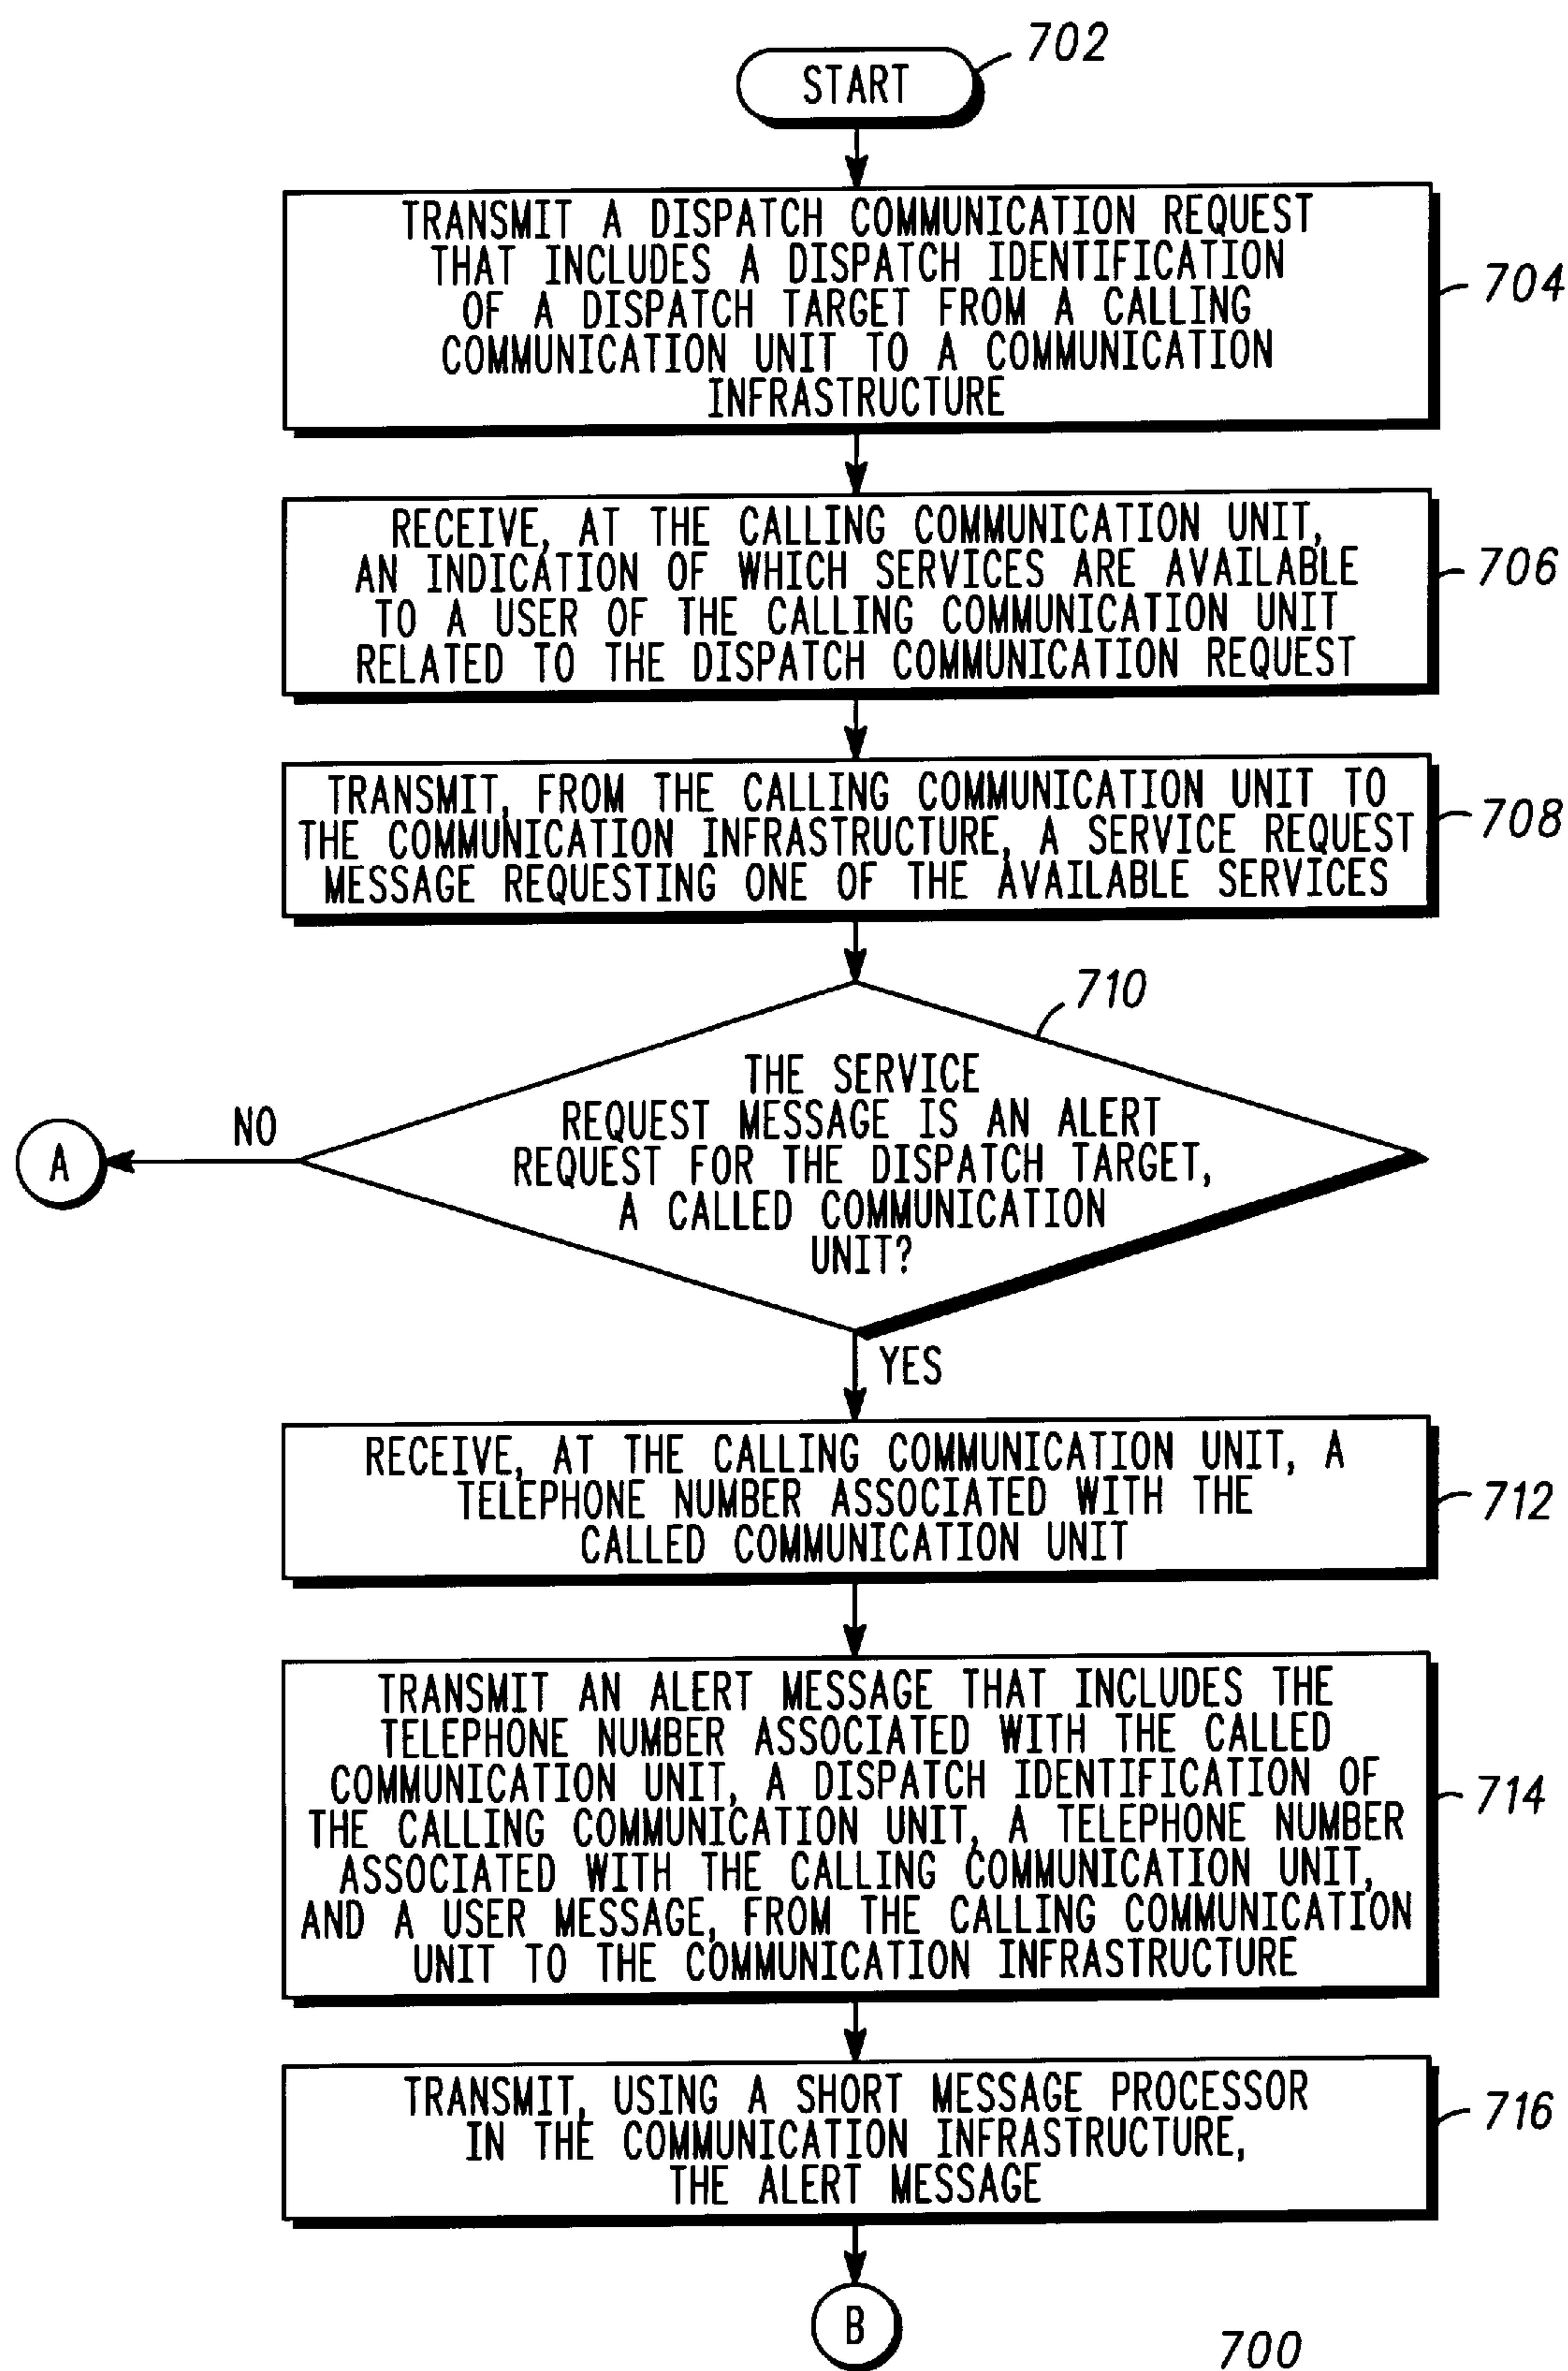 702
START
TRANSMIT A DISPATCH COMMUNICATION REQUEST
THAT INCLUDES A DISPATCH IDENTIFICATION
OF A DISPATCH TARGET FROM A CALLING
COMMUNICATION UNIT TO A COMMUNICATION
INFRASTRUCTURE
704
RECEIVE, AT THE CALLING COMMUNICATION UNIT,
AN INDICATION OF WHICH SERVICES ARE AVAILABLE
TO A USER OF THE CALLING COMMUNICATION UNIT
RELATED TO THE DISPATCH COMMUNICATION REQUEST
706
TRANSMIT, FROM THE CALLING COMMUNICATION UNIT TO
THE COMMUNICATION INFRASTRUCTURE, A SERVICE REQUEST
MESSAGE REQUESTING ONE OF THE AVAILABLE SERVICES
708
710
THE SERVICE
REQUEST MESSAGE IS AN ALERT
REQUEST FOR THE DISPATCH TARGET,
A CALLED COMMUNICATION
UNIT?
NO
A
YES
RECEIVE, AT THE CALLING COMMUNICATION UNIT, A
TELEPHONE NUMBER ASSOCIATED WITH THE
CALLED COMMUNICATION UNIT
712
TRANSMIT AN ALERT MESSAGE THAT INCLUDES THE
TELEPHONE NUMBER ASSOCIATED WITH THE CALLED
COMMUNICATION UNIT, A DISPATCH IDENTIFICATION OF
THE CALLING COMMUNICATION UNIT, A TELEPHONE NUMBER
ASSOCIATED WITH THE CALLING COMMUNICATION UNIT,
AND A USER MESSAGE, FROM THE CALLING COMMUNICATION
UNIT TO THE COMMUNICATION INFRASTRUCTURE
714
TRANSMIT, USING A SHORT MESSAGE PROCESSOR
IN THE COMMUNICATION INFRASTRUCTURE,
THE ALERT MESSAGE
716
B
700